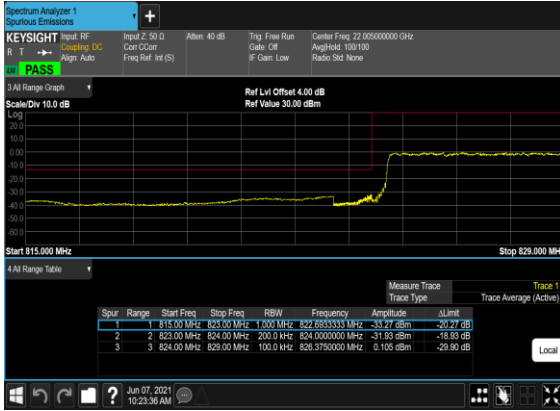 Spectrum Analyzer 1
Spurious Emissions
+
KEYSIGHT Input: RF Input Z: 50 Ω Atten: 40 dB Trig: Free Run Center Freq: 22.005000000 GHz
R T Coupling: DC Corr CCorr Gate: Off Avg|Hold: 100/100
Align: Auto Freq Ref: Int (S) IF Gain: Low Radio Std: None
PASS
3 All Range Graph
Ref Lvl Offset 4.00 dB
Scale/Div 10.0 dB Ref Value 30.00 dBm
Log
20.0
10.0
0.00
-10.0
-20.0
-30.0
-40.0
-50.0
-60.0
Start 815.000 MHz Stop 829.000 MH
4 All Range Table
Measure Trace Trace 1
Trace Type Trace Average (Active)
Spur Range Start Freq Stop Freq RBW Frequency Amplitude ΔLimit
1 1 815.00 MHz 823.00 MHz 1.000 MHz 822.6933333 MHz -33.27 dBm -20.27 dB
2 2 823.00 MHz 824.00 MHz 200.0 kHz 824.0000000 MHz -31.93 dBm -18.93 dB
3 3 824.00 MHz 829.00 MHz 100.0 kHz 826.3750000 MHz 0.105 dBm -29.90 dB
Local
?
Jun 07, 2021
10:23:36 AM